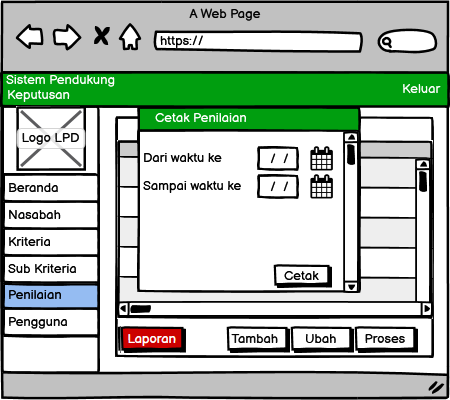 A Web Page
https://
Sistem Pendukung
Keputusan
Keluar
Logo LPD
Beranda
Nasabah
Kriteria
Sub Kriteria
Penilaian
Pengguna
Cetak Penilaian
Dari waktu ke
/ /
Sampai waktu ke
/ /
Cetak
Laporan
Tambah
Ubah
Proses